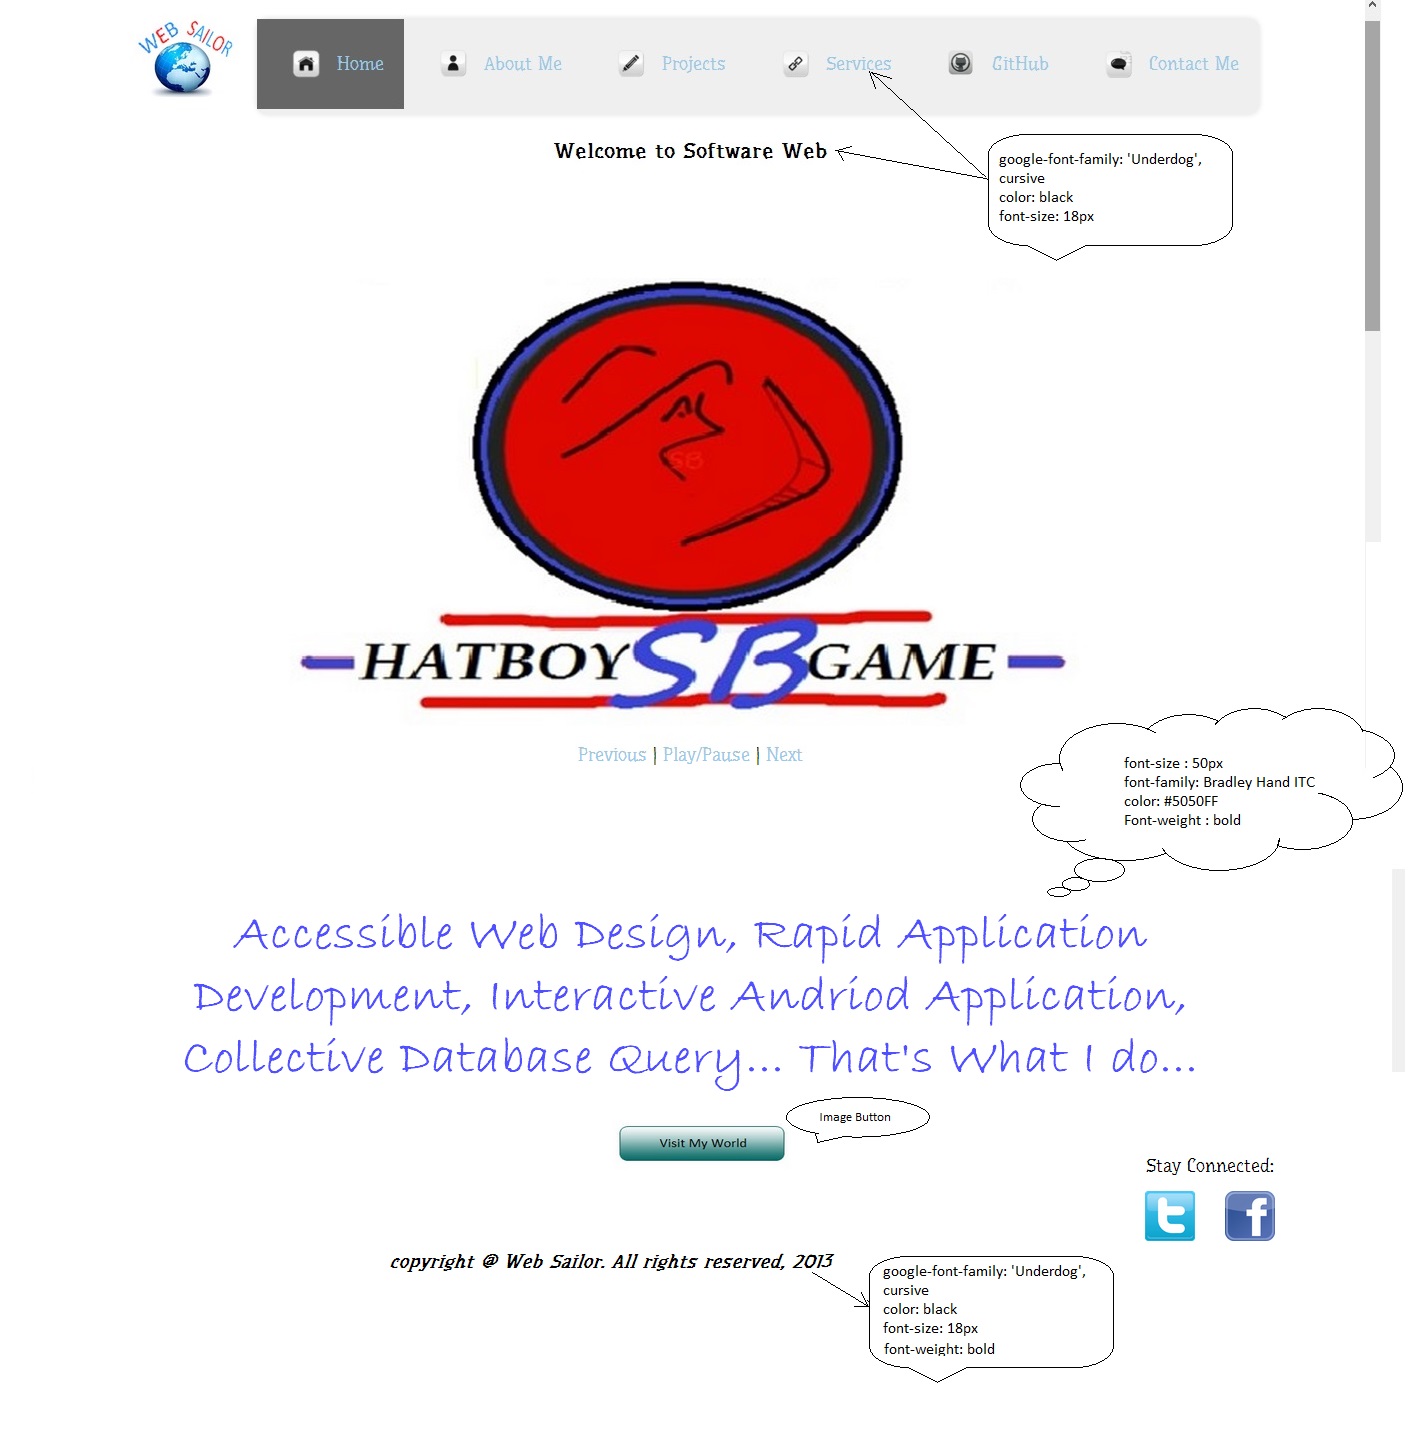 WEB SAILOR
Home About Me Projects Services GitHub Contact Me
Welcome to Software Web
google-font-family: 'Underdog',
cursive
color: black
font-size: 18px
SB
HATBOY SB GAME
Previous | Play/Pause | Next
font-size : 50px
font-family: Bradley Hand ITC
color: #5050FF
Font-weight : bold
Accessible Web Design, Rapid Application
Development, Interactive Andriod Application,
Collective Database Query... That's What I do...
Image Button
Visit My World
Stay Connected:
t f
copyright @ Web Sailor. All rights reserved, 2013
google-font-family: 'Underdog',
cursive
color: black
font-size: 18px
font-weight: bold